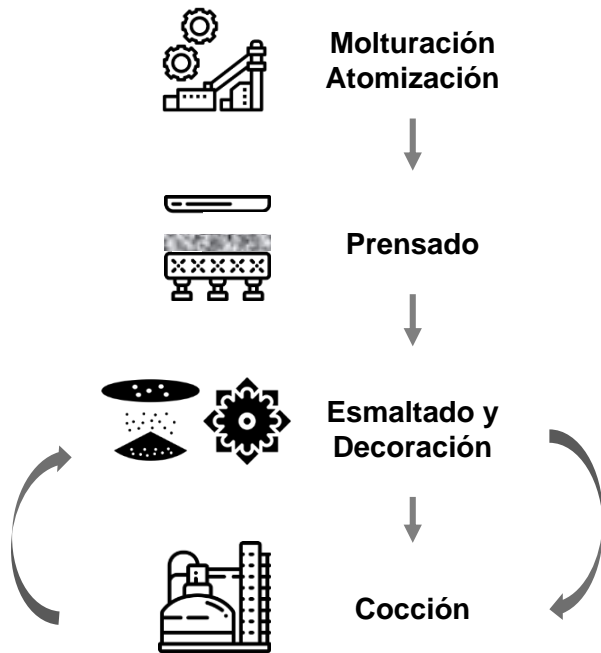 Molturación
Atomización
Prensado
Esmaltado y
Decoración
Cocción